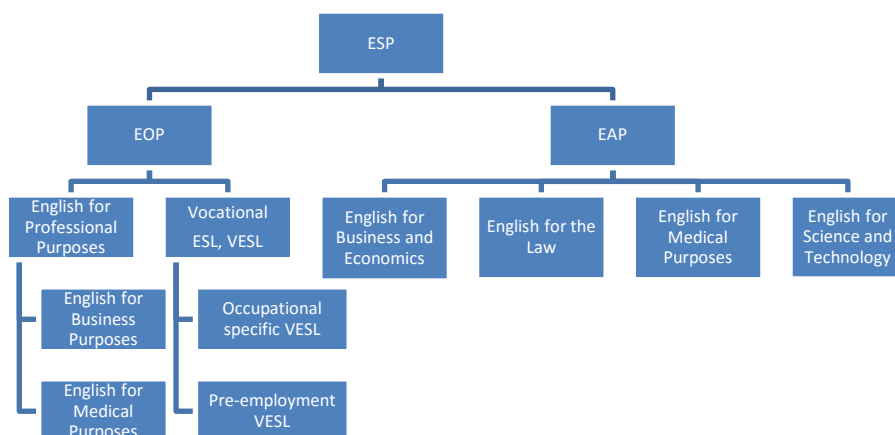 ESP
EOP
EAP
English for
Professional
Purposes
Vocational
ESL, VESL
English for
Business and
Economics
English for the
Law
English for
Medical
Purposes
English for
Science and
Technology
English for
Business
Purposes
Occupational
specific VESL
English for
Medical
Purposes
Pre-employment
VESL